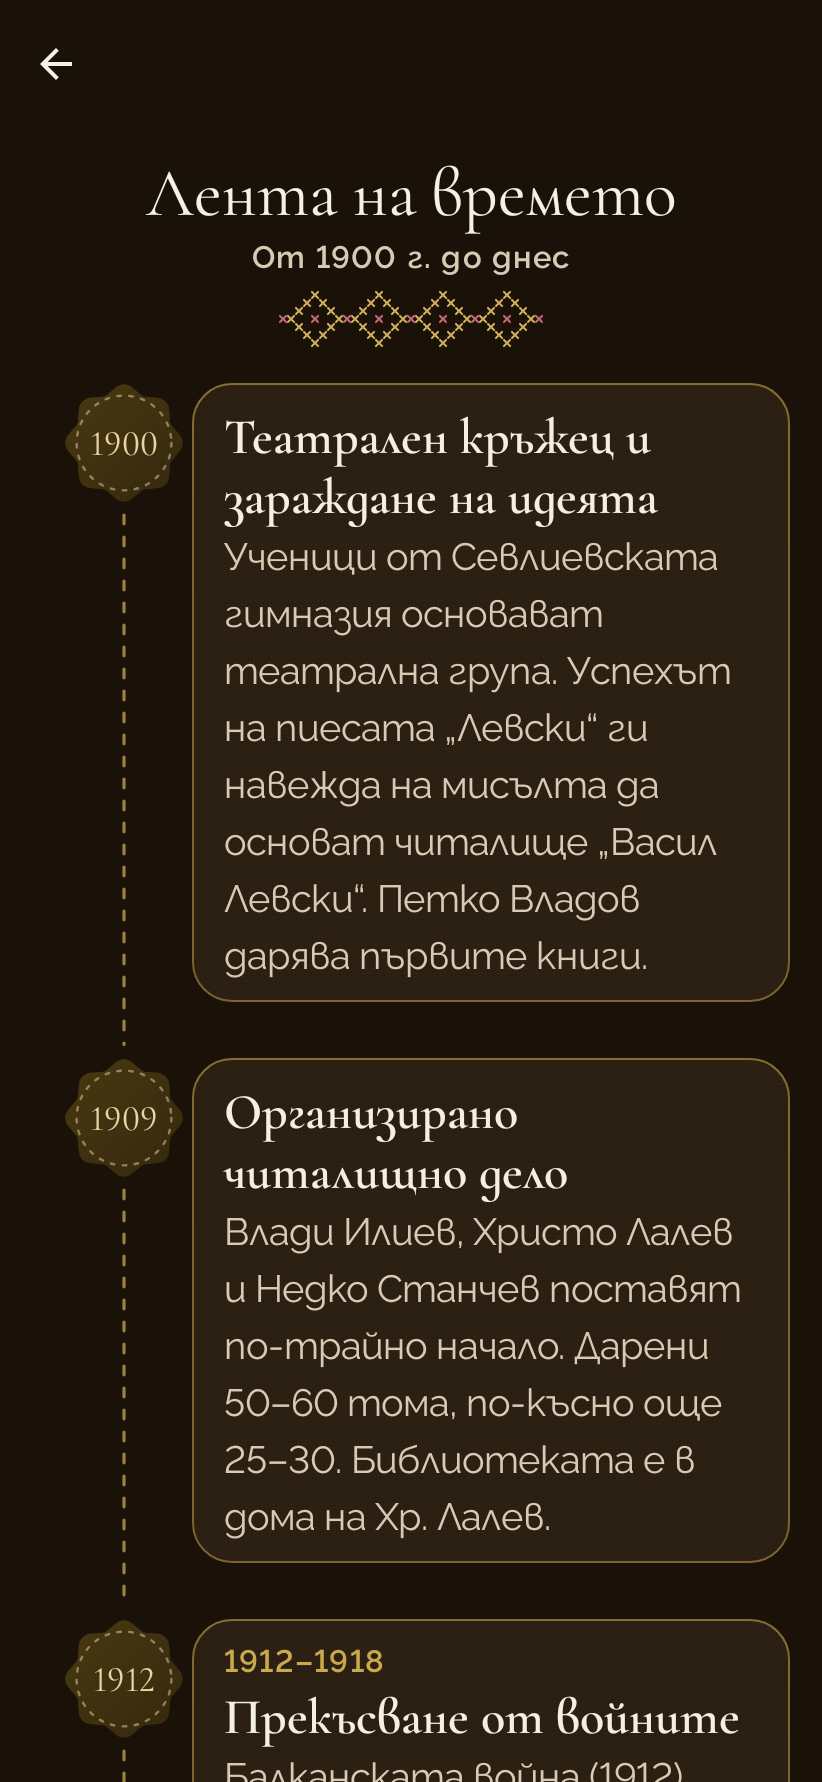 Лента на времето
От 1900 г. до днес
1900
Театрален кръжец и
зараждане на идеята
Ученици от Севлиевската
гимназия основават
театрална група. Успехът
на пиесата „Левски“ ги
навежда на мисълта да
основат читалище „Васил
Левски“. Петко Владов
дарява първите книги.
1909
Организирано
читалищно дело
Влади Илиев, Христо Лалев
и Недко Станчев поставят
по-трайно начало. Дарени
50–60 тома, по-късно още
25–30. Библиотеката е в
дома на Хр. Лалев.
1912
1912–1918
Прекъсване от войните
Балканската война (1912),